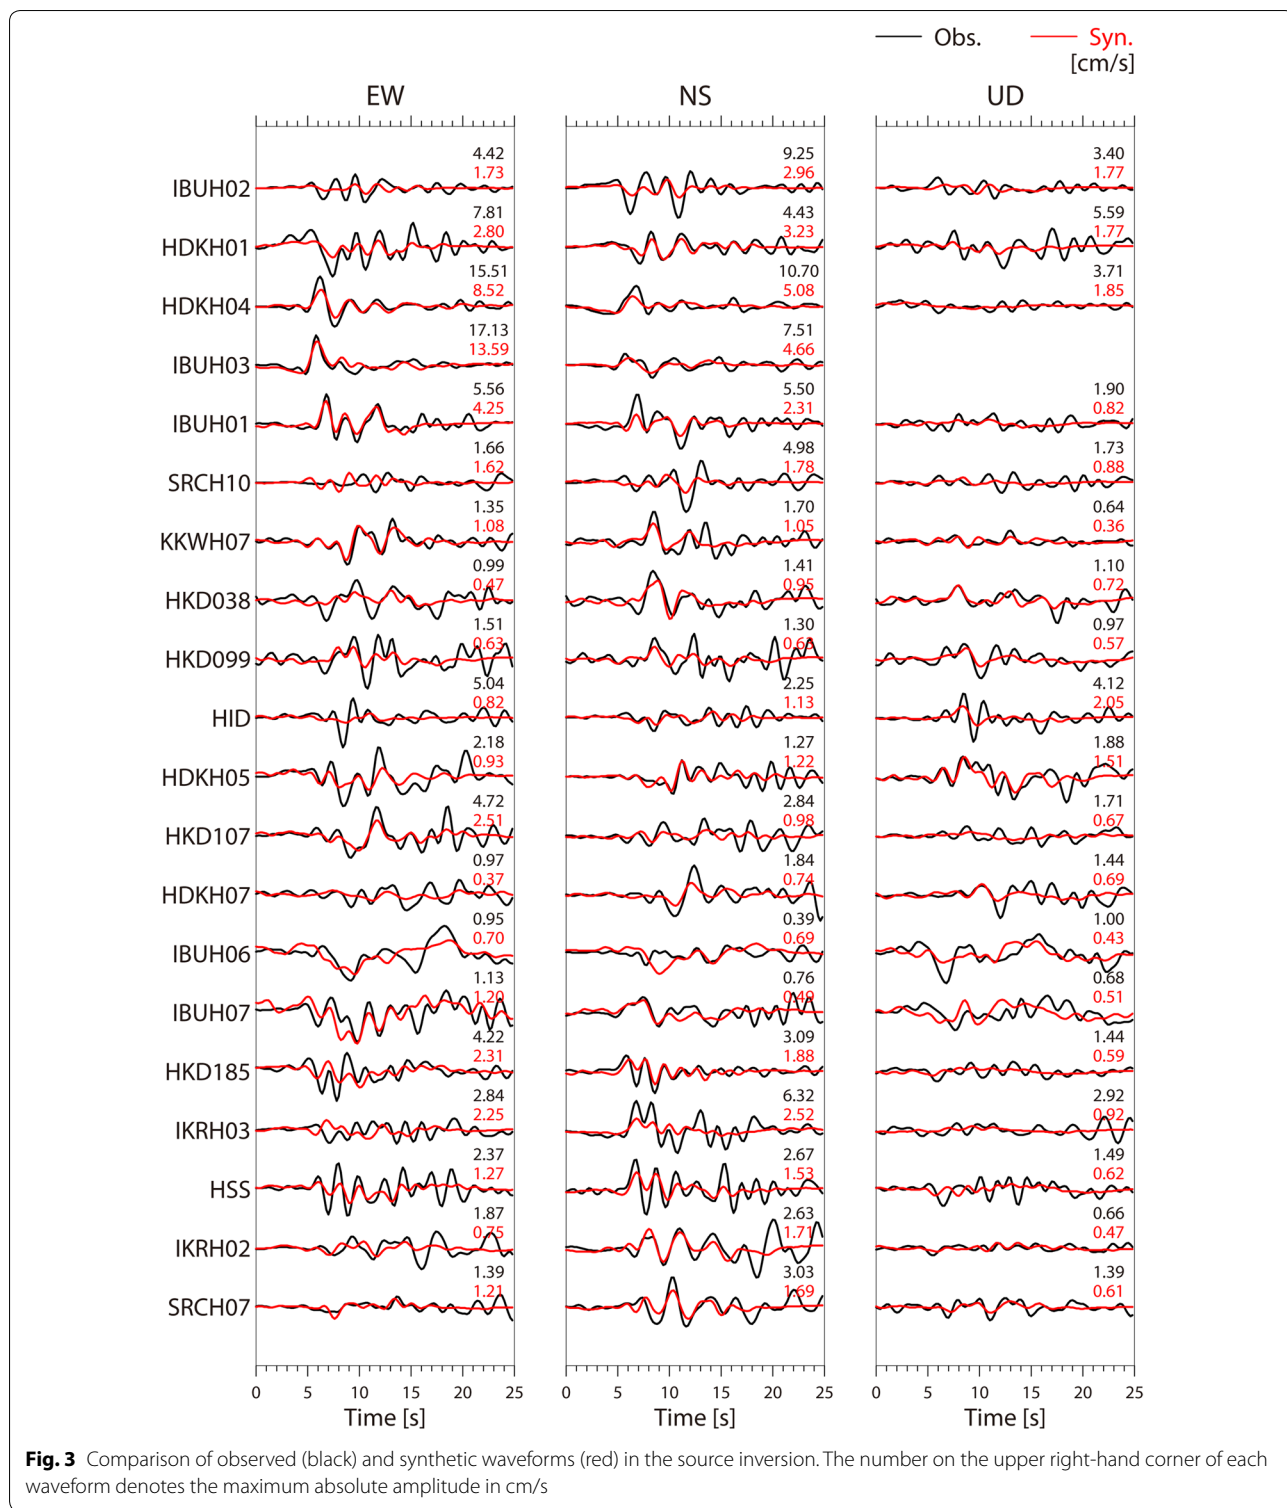 Obs. Syn.
[cm/s]
EW NS UD
4.42 9.25 3.40
IBUH02 1.73 2.96 1.77
7.81 4.43 5.59
HDKH01 2.80 3.23 1.77
15.51 10.70 3.71
HDKH04 8.52 5.08 1.85
17.13 7.51
IBUH03 13.59 4.66
5.56 5.50 1.90
IBUH01 4.25 2.31 0.82
1.66 4.98 1.73
SRCH10 1.62 1.78 0.88
1.35 1.70 0.64
KKWH07 1.08 1.05 0.36
0.99 1.41 1.10
HKD038 0.47 0.95 0.72
1.51 1.30 0.97
HKD099 0.63 0.63 0.57
5.04 2.25 4.12
HID 0.82 1.13 2.05
2.18 1.27 1.88
HDKH05 0.93 1.22 1.51
4.72 2.84 1.71
HKD107 2.51 0.98 0.67
0.97 1.84 1.44
HDKH07 0.37 0.74 0.69
0.95 0.39 1.00
IBUH06 0.70 0.69 0.43
1.13 0.76 0.68
IBUH07 1.20 0.49 0.51
4.22 3.09 1.44
HKD185 2.31 1.88 0.59
2.84 6.32 2.92
IKRH03 2.25 2.52 0.92
2.37 2.67 1.49
HSS 1.27 1.53 0.62
1.87 2.63 0.66
IKRH02 0.75 1.71 0.47
1.39 3.03 1.39
SRCH07 1.21 1.69 0.61
0 5 10 15 20 25 0 5 10 15 20 25 0 5 10 15 20 25
Time [s] Time [s] Time [s]
Fig. 3 Comparison of observed (black) and synthetic waveforms (red) in the source inversion. The number on the upper right-hand corner of each
waveform denotes the maximum absolute amplitude in cm/s